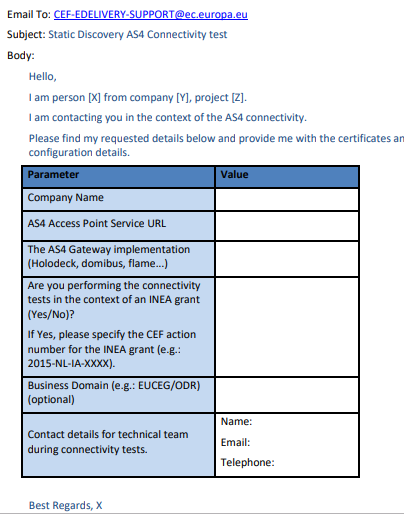 Email To: CEF-EDELIVERY-SUPPORT@ec.europa.eu
Subject: Static Discovery AS4 Connectivity test
Body:
Hello,
I am person [X] from company [Y], project [Z].
I am contacting you in the context of the AS4 connectivity.
Please find my requested details below and provide me with the certificates an
configuration details.
Parameter Value
Company Name
AS4 Access Point Service URL
The AS4 Gateway implementation
(Holodeck, domibus, flame...)
Are you performing the connectivity
tests in the context of an INEA grant
(Yes/No)?
If Yes, please specify the CEF action
number for the INEA grant (e.g.:
2015-NL-IA-XXXX).
Business Domain (e.g.: EUCEG/ODR)
(optional)
Contact details for technical team
during connectivity tests.
Name:
Email:
Telephone:
Best Regards, X